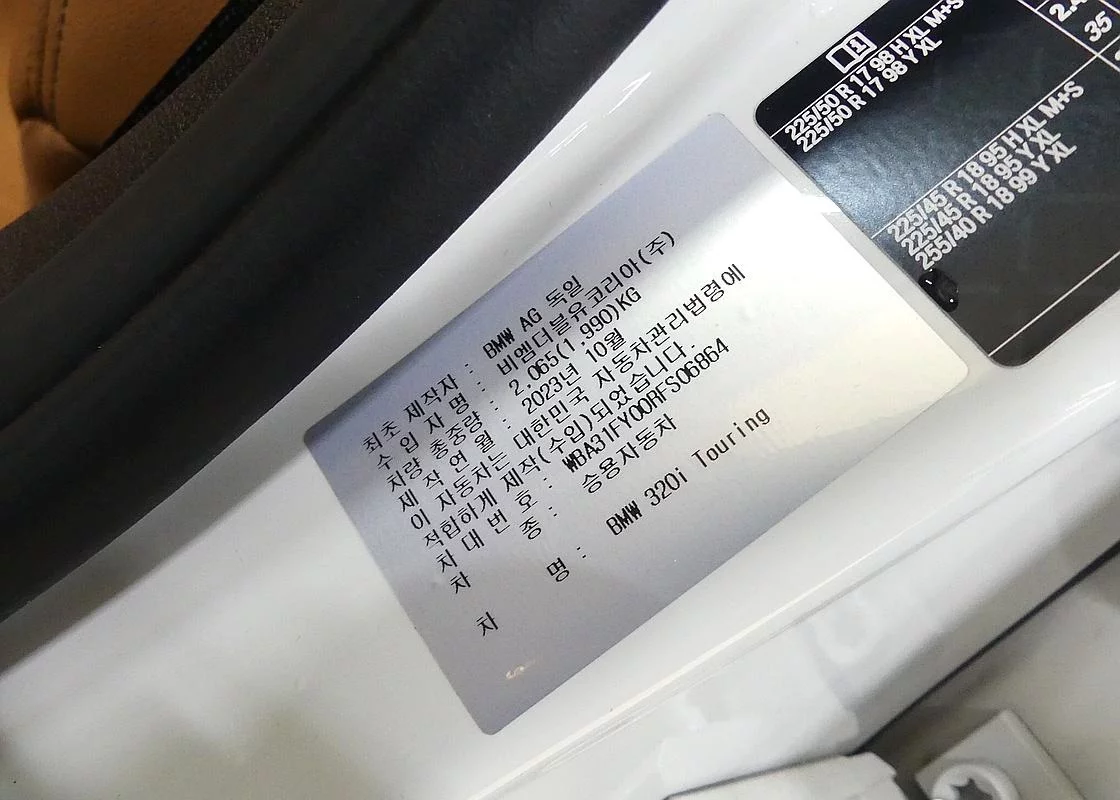 최초 제작자 : BMW AG 독일
수 입 자 명 : 비엠더블유코리아(주)
차량 총중량 : 2,065(1,990)KG
제 작 연 월 : 2023년 10월
이 자동차는 대한민국 자동차관리법령에
적합하게 제작(수입)되었습니다.
차 대 번 호 : WBA31FY00RFS06864
차 종 : 승용자동차
차 명 : BMW 320i Touring
225/50 R 17 98 H XL M+S
225/50 R 17 98 Y XL
225/45 R 18 95 H XL M+S
225/45 R 18 95 Y XL
255/40 R 18 99 Y XL
2.4
35